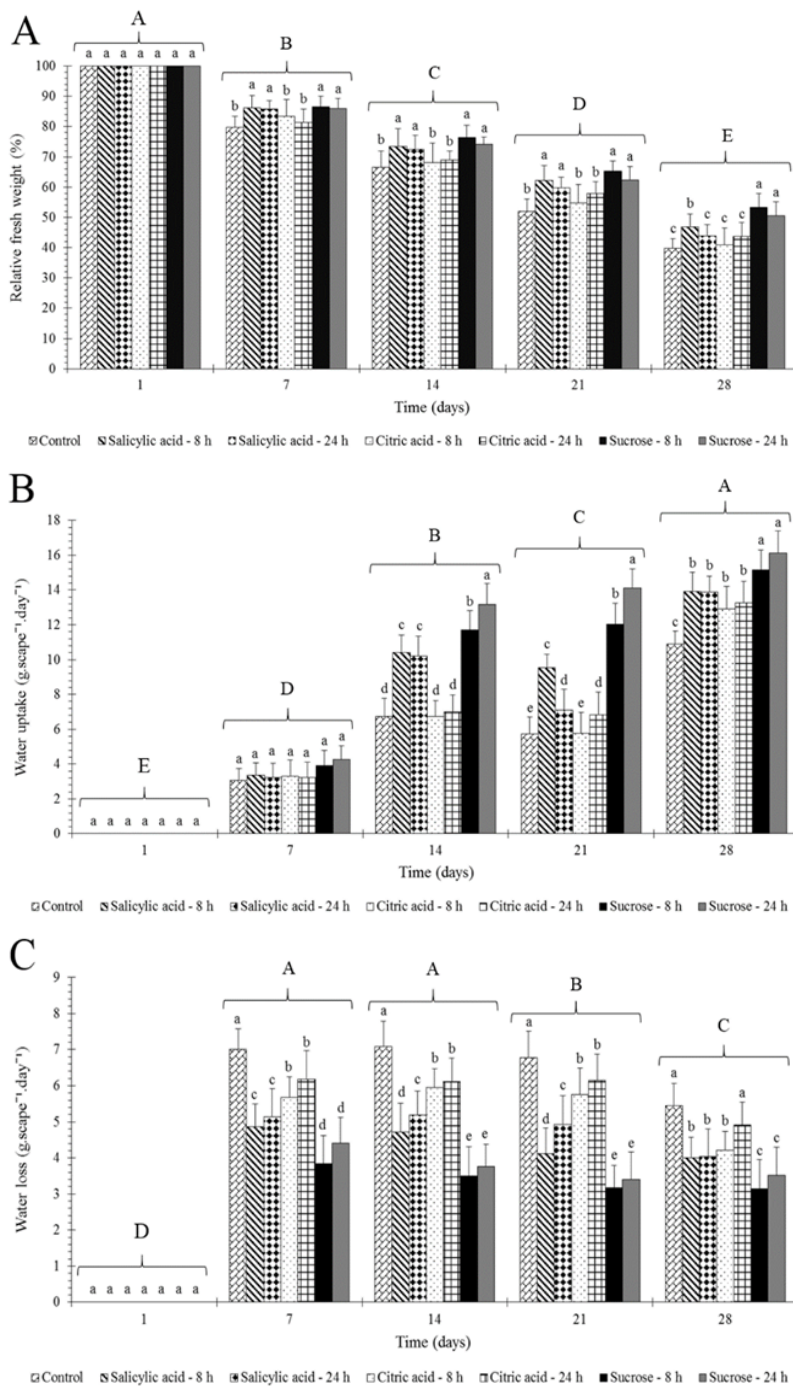 A
A
B
C
D
E
a a a a a a a
b a a b b a a
b a a b b a a
b a a b b a a
c b c c c a a
Relative fresh weight (%)
100
90
80
70
60
50
40
30
20
10
0
1 7 14 21 28
Time (days)
Control Salicylic acid - 8 h Salicylic acid - 24 h Citric acid - 8 h Citric acid - 24 h Sucrose - 8 h Sucrose - 24 h
B
E
D
B
C
A
a a a a a a a
a a a a a a a
d c c d d b a
e c d e d b a
c b b b b a a
Water uptake (g.scape⁻¹.day⁻¹)
18
16
14
12
10
8
6
4
2
0
1 7 14 21 28
Time (days)
Control Salicylic acid - 8 h Salicylic acid - 24 h Citric acid - 8 h Citric acid - 24 h Sucrose - 8 h Sucrose - 24 h
C
D
A
A
B
C
a a a a a a a
a c c b b d d
a d c b b e e
a d c b b e e
a b b b a c c
Water loss (g.scape⁻¹.day⁻¹)
9
8
7
6
5
4
3
2
1
0
1 7 14 21 28
Time (days)
Control Salicylic acid - 8 h Salicylic acid - 24 h Citric acid - 8 h Citric acid - 24 h Sucrose - 8 h Sucrose - 24 h